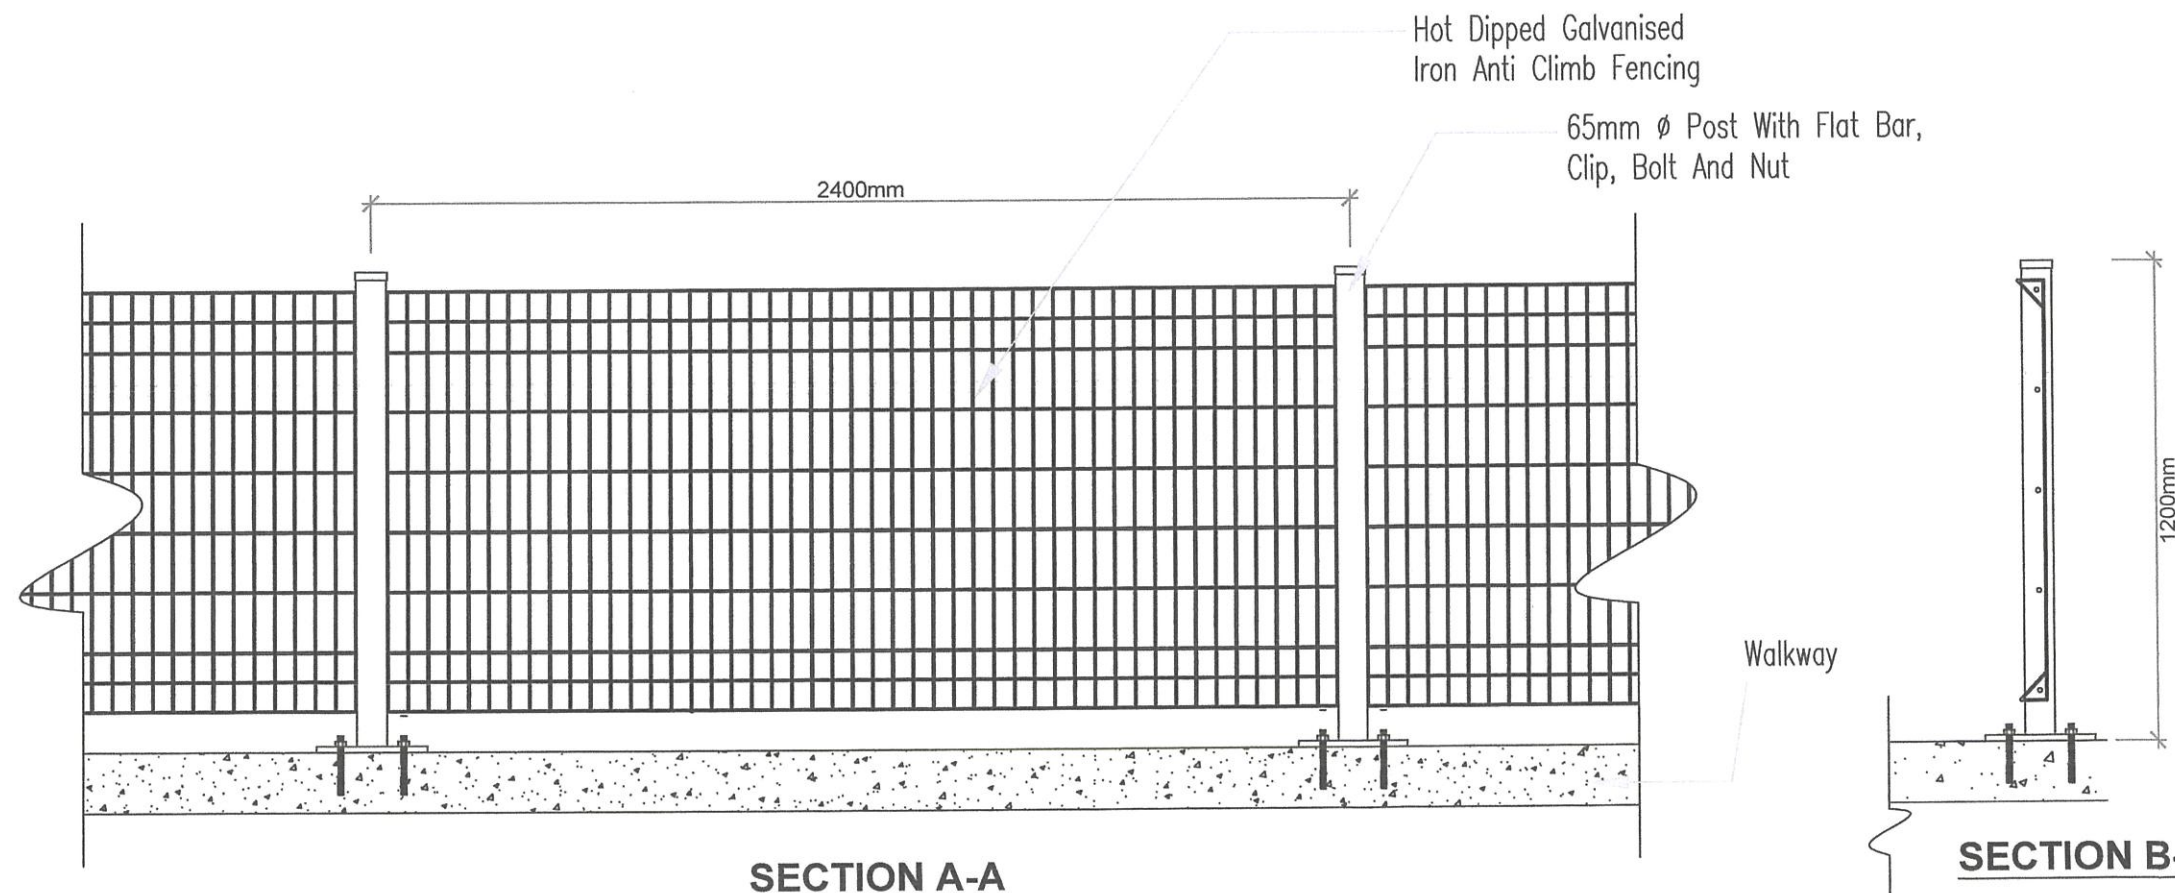 Hot Dipped Galvanised
Iron Anti Climb Fencing
65mm ø Post With Flat Bar,
Clip, Bolt And Nut
2400mm
1200mm
Walkway
SECTION A-A
SECTION B-